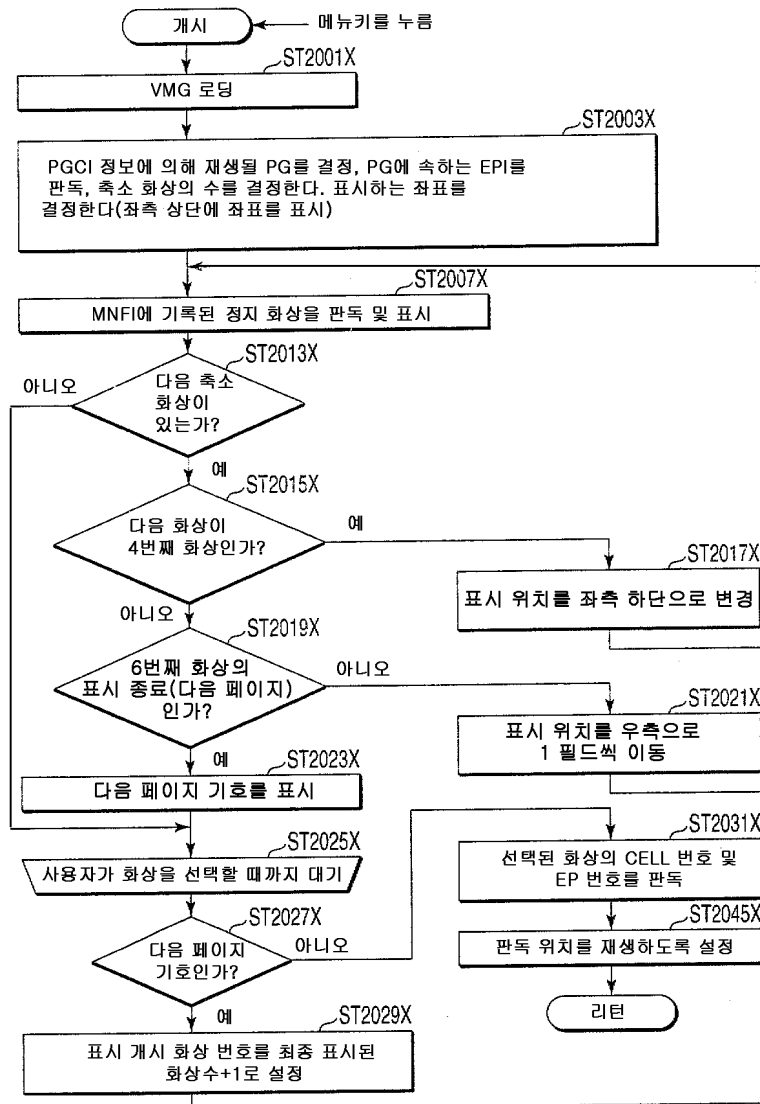 개시
메뉴키를 누름
ST2001X
VMG 로딩
ST2003X
PGCI 정보에 의해 재생될 PG를 결정, PG에 속하는 EPI를
판독, 축소 화상의 수를 결정한다. 표시하는 좌표를
결정한다(좌측 상단에 좌표를 표시)
ST2007X
MNFI에 기록된 정지 화상을 판독 및 표시
ST2013X
아니오
다음 축소
화상이
있는가?
예
ST2015X
다음 화상이
4번째 화상인가?
예
ST2017X
표시 위치를 좌측 하단으로 변경
아니오
ST2019X
6번째 화상의
표시 종료(다음 페이지)
인가?
아니오
ST2021X
표시 위치를 우측으로
1 필드씩 이동
예
ST2023X
다음 페이지 기호를 표시
ST2025X
사용자가 화상을 선택할 때까지 대기
ST2031X
선택된 화상의 CELL 번호 및
EP 번호를 판독
ST2027X
다음 페이지
기호인가?
아니오
ST2045X
판독 위치를 재생하도록 설정
리턴
예
ST2029X
표시 개시 화상 번호를 최종 표시된
화상수+1로 설정